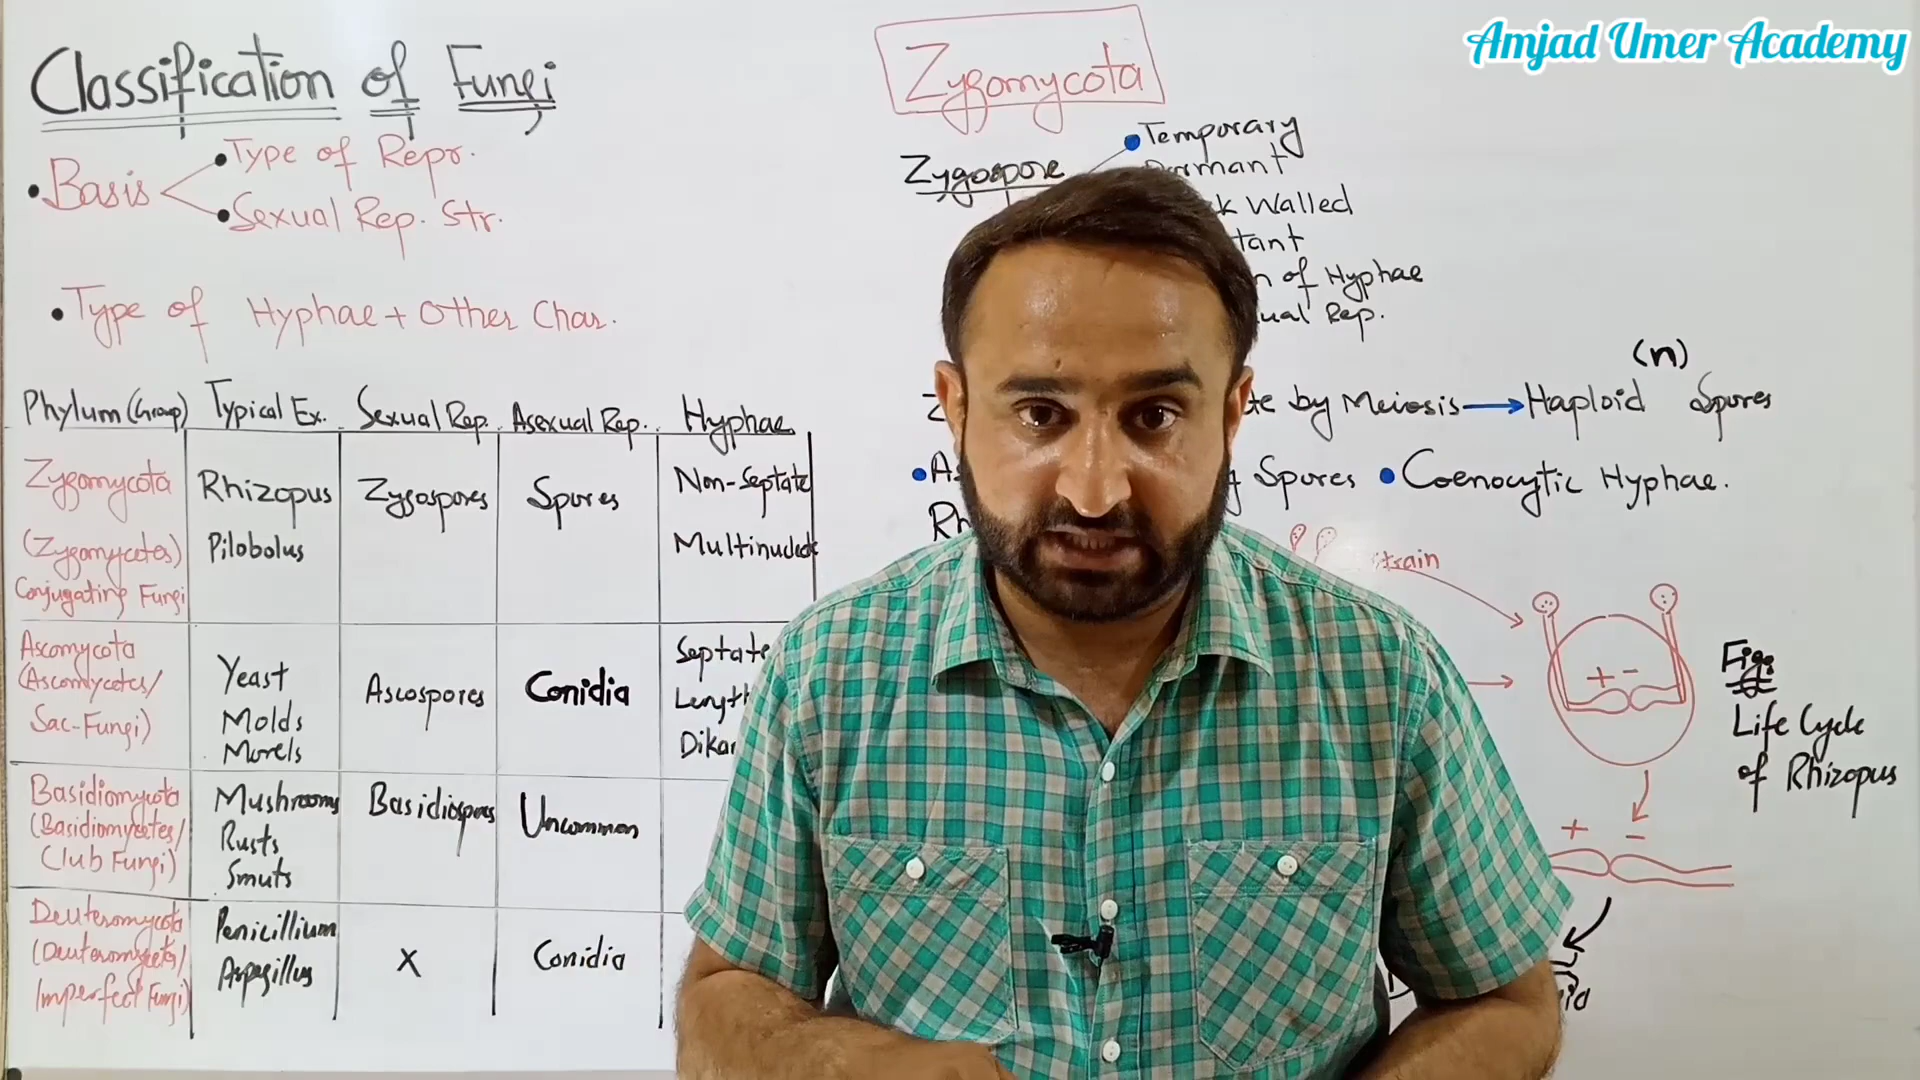 Amjad Umer Academy
Classification of Fungi
• Basis
• Type of Repr.
• Sexual Rep. Str.
• Type of Hyphae + Other Char.
Phylum (Group) Typical Ex. Sexual Rep. Asexual Rep. Hyphae
Zygomycota
(Zygomycetes)
Conjugating Fungi
Rhizopus
Pilobolus
Zygospores
Spores
Non-Septate
Ascomycota
(Ascomycetes/
Sac-Fungi)
Yeast
Molds
Morels
Ascospores
Conidia
Septate
Basidiomycota
(Basidiomycetes/
Club Fungi)
Mushrooms
Rusts
Smuts
Uncommon
Deuteromycota
(Deuteromycetes/
Imperfect Fungi)
Penicillium
X
Conidia
Zygomycota
Zygospore
• Temporary
Walled
of Hyphae
Rep.
by Meiosis → Haploid (n) Spores
Spores • Coenocytic Hyphae.
+ -
Fig:
Life Cycle
of Rhizopus
+ -